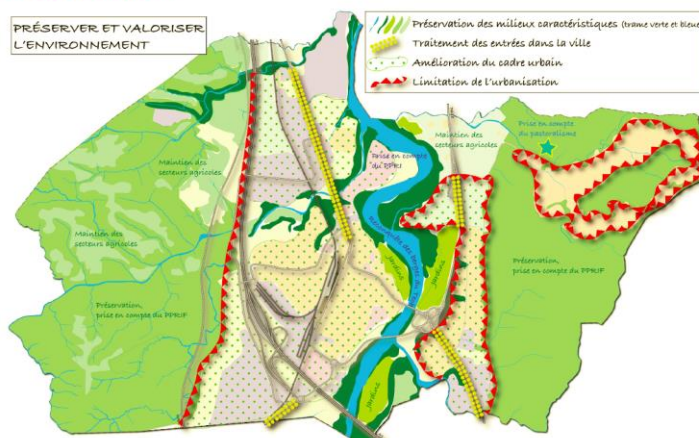 PRÉSERVER ET VALORISER
L'ENVIRONNEMENT
Préservation des milieux caractéristiques (trame verte et bleue
Traitement des entrées dans la ville
Amélioration du cadre urbain
Limitation de l'urbanisation
Maintien des
secteurs agricoles
Prise en compte
du pastoralisme
Prise en compte
du PPRI
Maintien des
secteurs agricoles
Maintien des
secteurs agricoles
Jardins
Jardins
Préservation,
prise en compte du PPRIF
Préservation,
prise en compte du PPRIF
Jardins